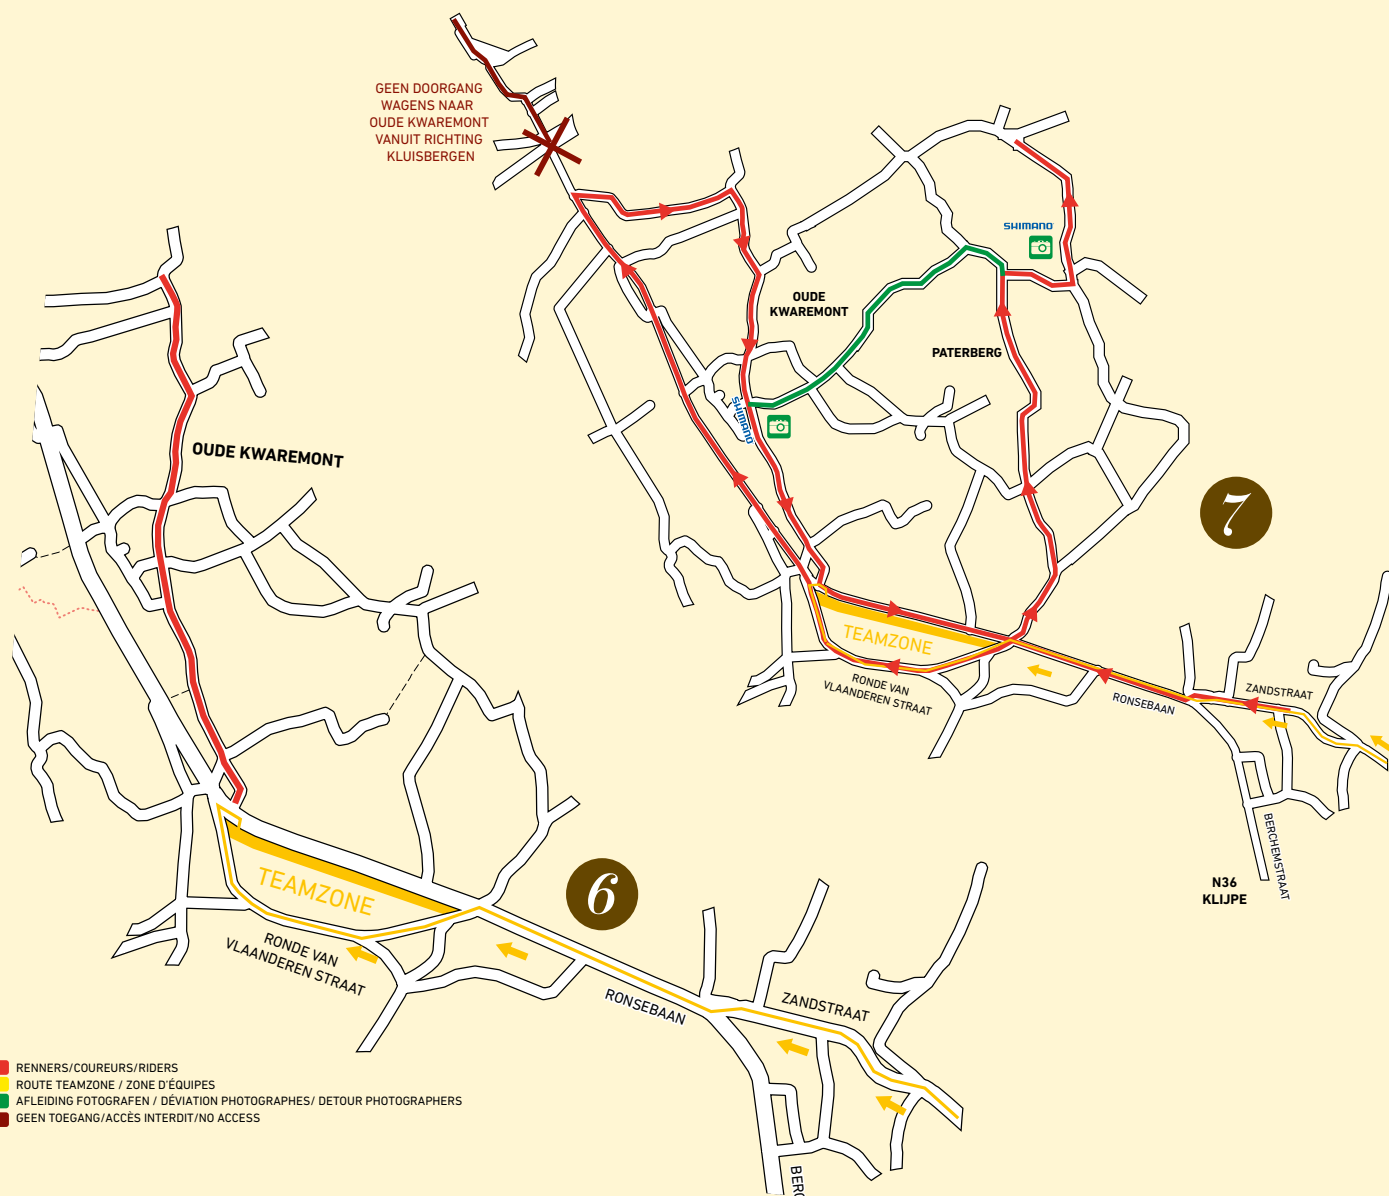 GEEN DOORGANG
WAGENS NAAR
OUDE KWAREMONT
VANUIT RICHTING
KLUISBERGEN
SHIMANO
OUDE
KWAREMONT
PATERBERG
SHIMANO
7
TEAMZONE
RONDE VAN
VLAANDEREN STRAAT
RONSEBAAN
ZANDSTRAAT
BERCHEMSTRAAT
N36
KLIJPE
OUDE KWAREMONT
6
TEAMZONE
RONDE VAN
VLAANDEREN STRAAT
RONSEBAAN
ZANDSTRAAT
BERC
RENNERS/COUREURS/RIDERS
ROUTE TEAMZONE / ZONE D'ÉQUIPES
AFLEIDING FOTOGRAFEN / DÉVIATION PHOTOGRAPHES/ DETOUR PHOTOGRAPHERS
GEEN TOEGANG/ACCÈS INTERDIT/NO ACCESS